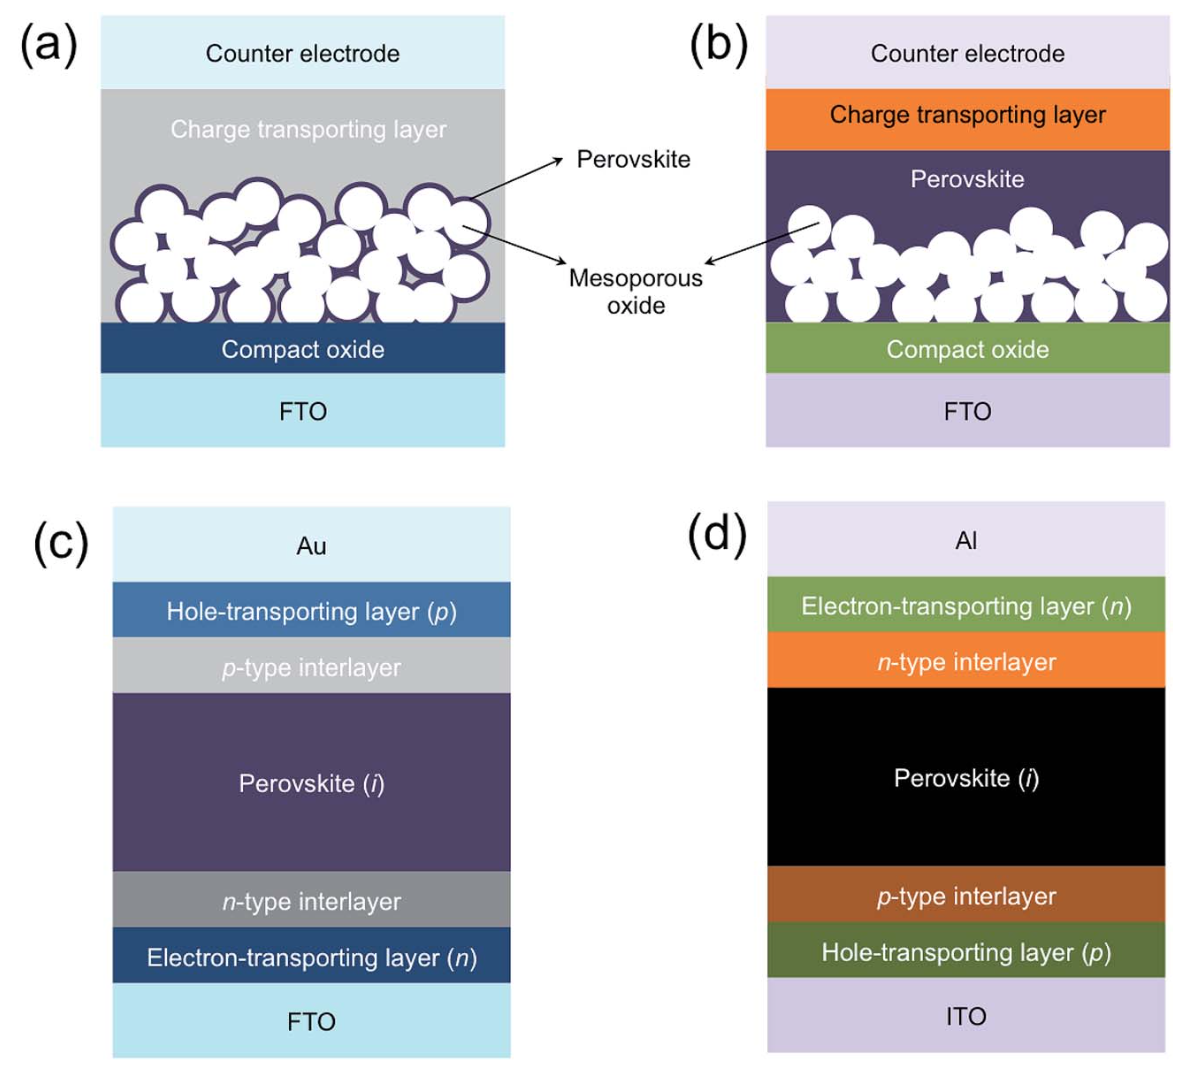 (a)
Counter electrode
Charge transporting layer
Compact oxide
FTO
Perovskite
Mesoporous
oxide
(b)
Counter electrode
Charge transporting layer
Perovskite
Compact oxide
FTO
(c)
Au
Hole-transporting layer (p)
p-type interlayer
Perovskite (i)
n-type interlayer
Electron-transporting layer (n)
FTO
(d)
Al
Electron-transporting layer (n)
n-type interlayer
Perovskite (i)
p-type interlayer
Hole-transporting layer (p)
ITO